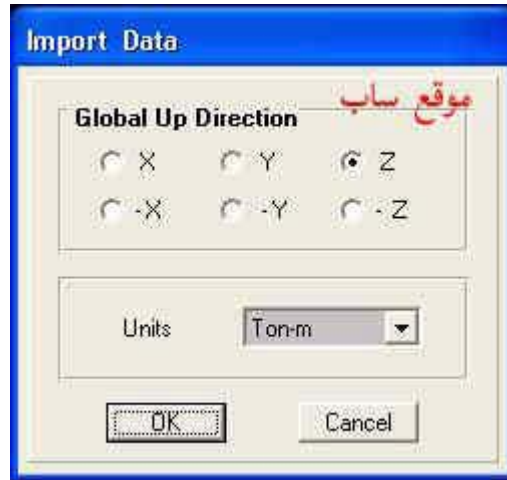 Import Data
موقع ساب
Global Up Direction
X Y Z
-X -Y - Z
Units Ton-m
OK Cancel